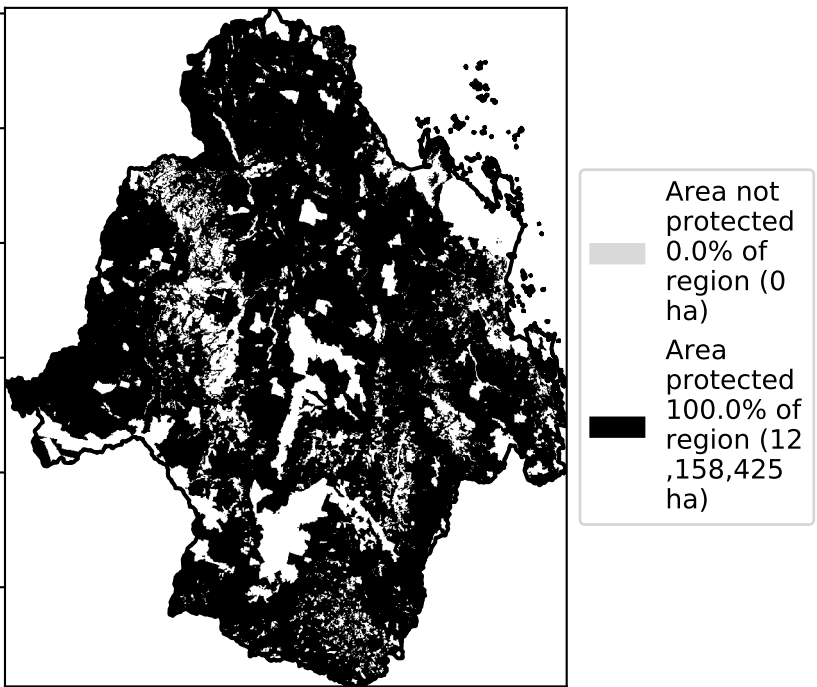 Area not
protected
0.0% of
region (0
ha)
Area
protected
100.0% of
region (12
,158,425
ha)